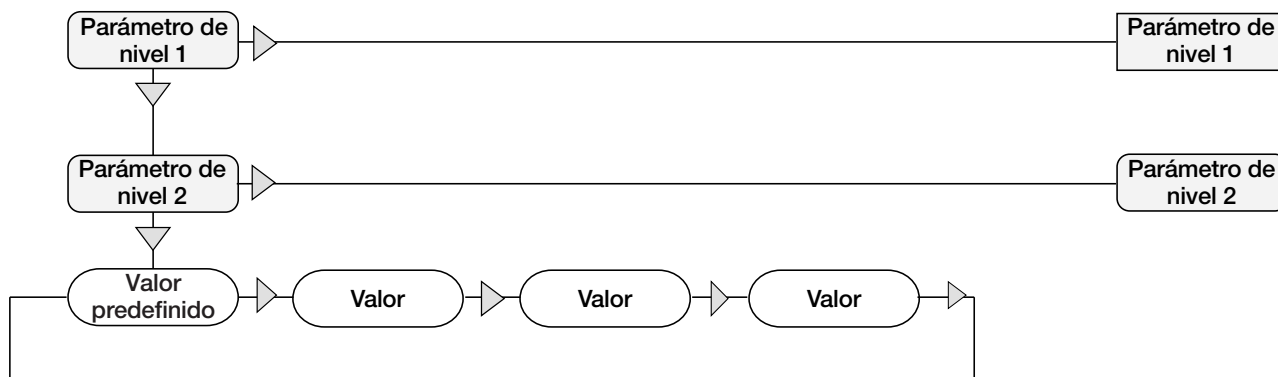 Parámetro de
nivel 1
Parámetro de
nivel 1
Parámetro de
nivel 2
Parámetro de
nivel 2
Valor
predefinido
Valor
Valor
Valor